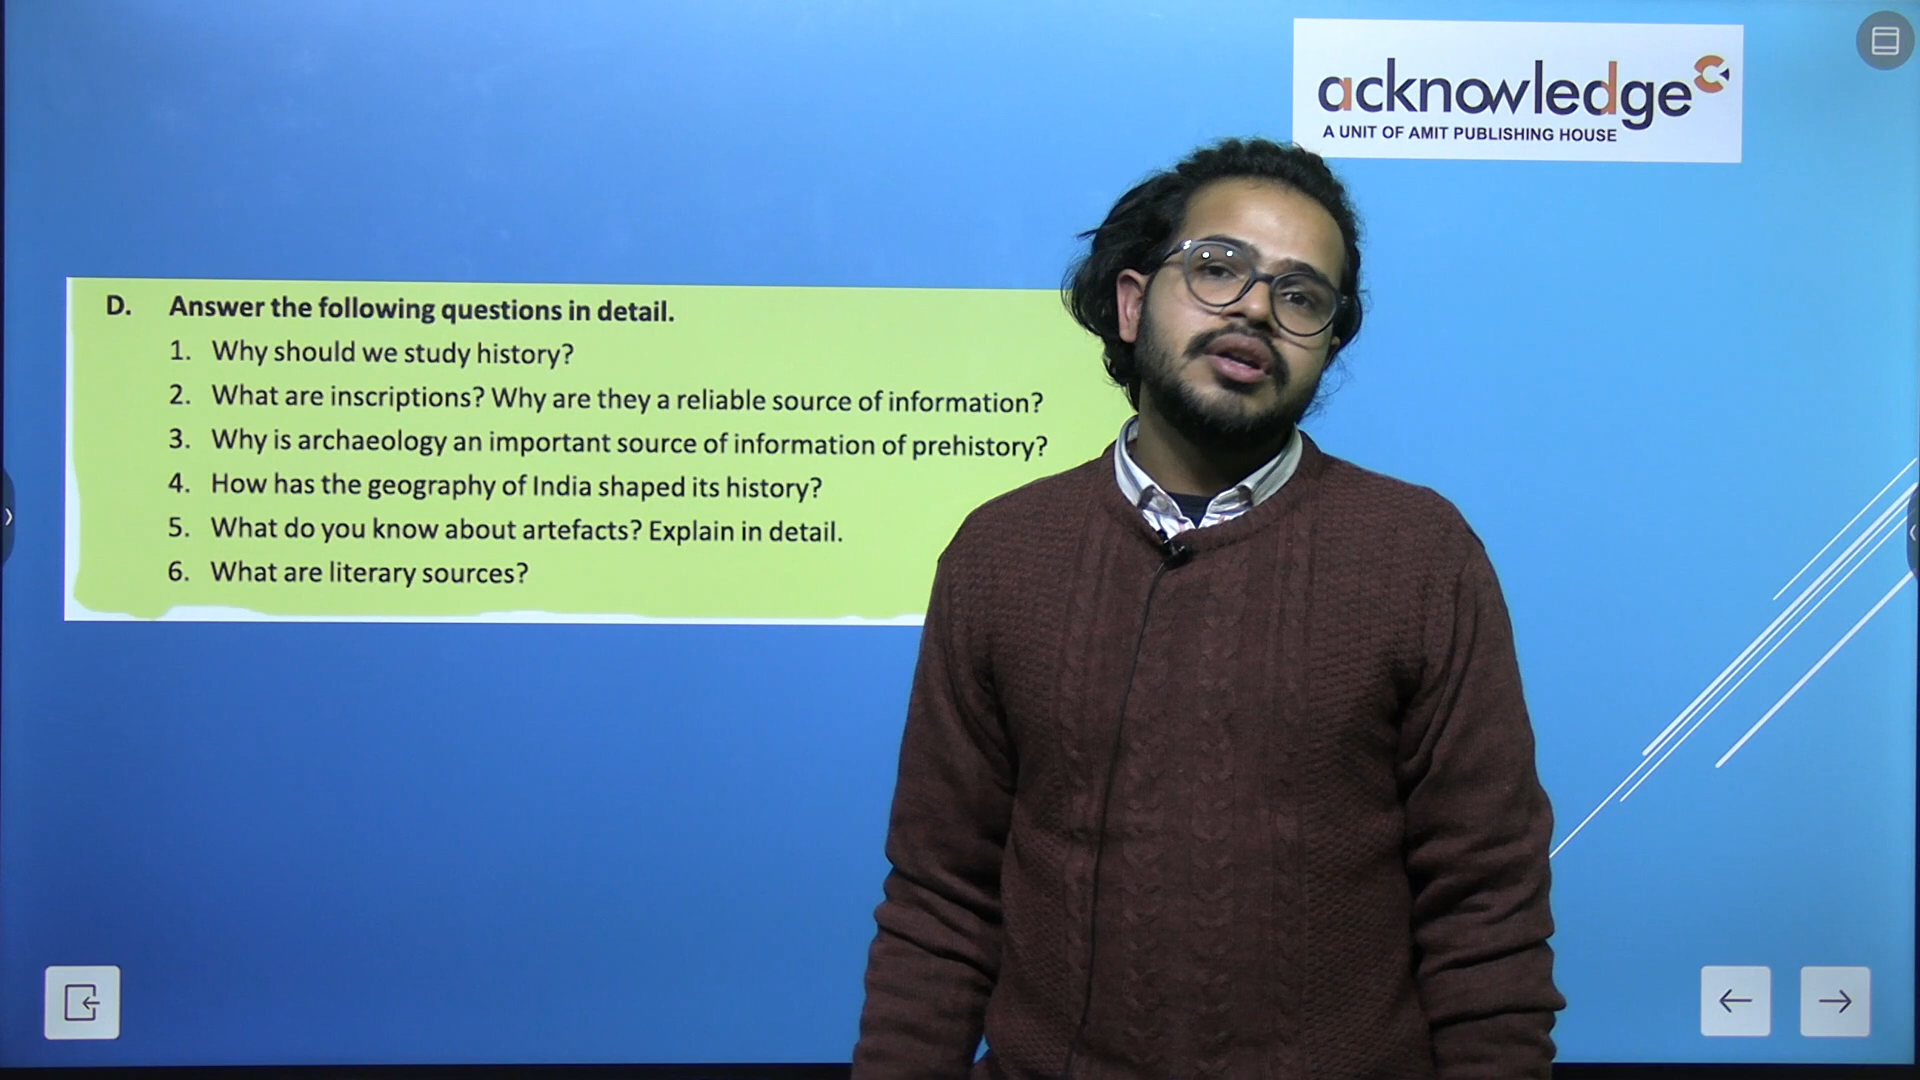 acknowledge
A UNIT OF AMIT PUBLISHING HOUSE
D. Answer the following questions in detail.
1. Why should we study history?
2. What are inscriptions? Why are they a reliable source of information?
3. Why is archaeology an important source of information of prehistory?
4. How has the geography of India shaped its history?
5. What do you know about artefacts? Explain in detail.
6. What are literary sources?